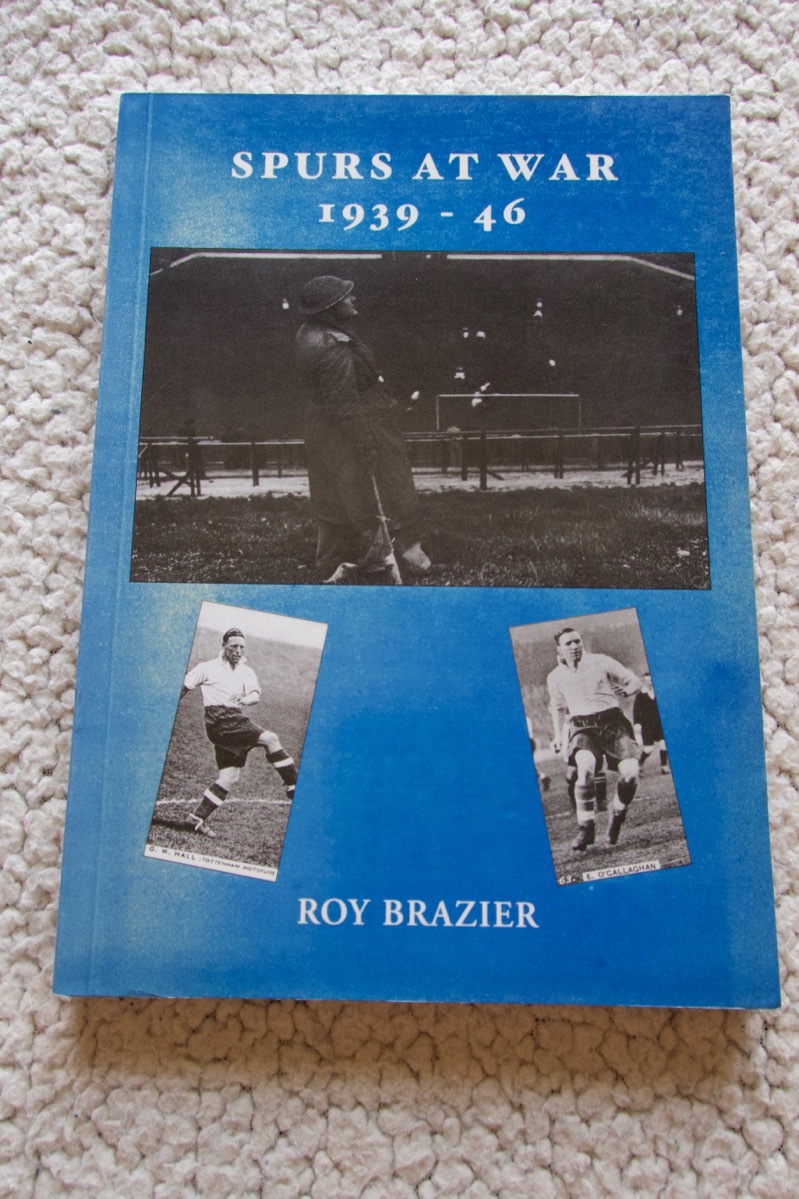 SPURS AT WAR
1939 - 46
G. W. HALL (TOTTENHAM HOTSPUR)
E. O'CALLAGHAN
ROY BRAZIER